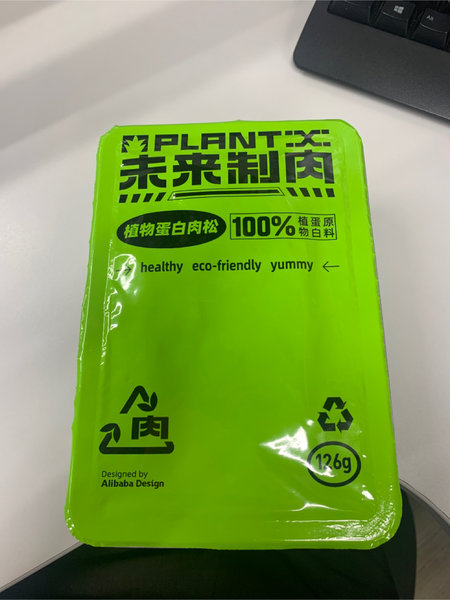 PLANT:X:
未来制肉
植物蛋白肉松
100% 植蛋原物白料
healthy eco-friendly yummy
肉
Designed by
Alibaba Design
126g
Alt